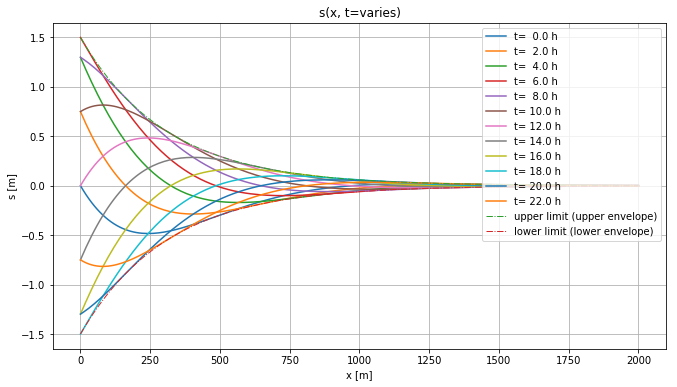 s(x, t=varies)
s [m]
1.5
1.0
0.5
0.0
−0.5
−1.0
−1.5
t=  0.0 h
t=  2.0 h
t=  4.0 h
t=  6.0 h
t=  8.0 h
t= 10.0 h
t= 12.0 h
t= 14.0 h
t= 16.0 h
t= 18.0 h
t= 20.0 h
t= 22.0 h
upper limit (upper envelope)
lower limit (lower envelope)
0 250 500 750 1000 1250 1500 1750 2000
x [m]